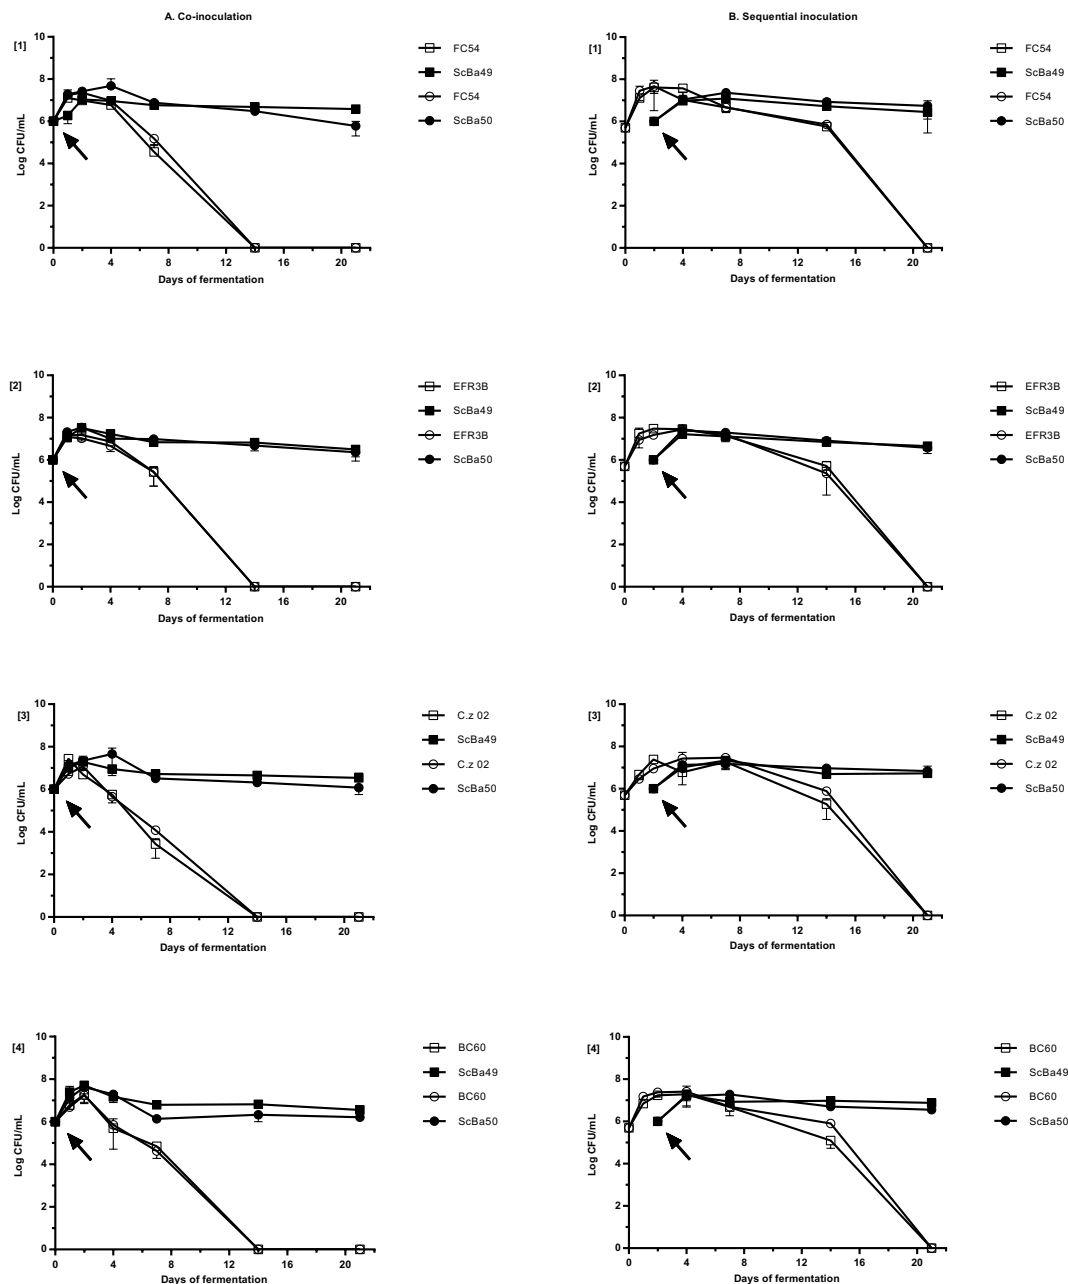 A. Co-inoculation
B. Sequential inoculation
[1]
10
8
6
4
2
0
Log CFU/mL
0 4 8 12 16 20
Days of fermentation
FC54
ScBa49
FC54
ScBa50
[1]
10
8
6
4
2
0
Log CFU/mL
0 4 8 12 16 20
Days of fermentation
FC54
ScBa49
FC54
ScBa50
[2]
10
8
6
4
2
0
Log CFU/mL
0 4 8 12 16 20
Days of fermentation
EFR3B
ScBa49
EFR3B
ScBa50
[2]
10
8
6
4
2
0
Log CFU/mL
0 4 8 12 16 20
Days of fermentation
EFR3B
ScBa49
EFR3B
ScBa50
[3]
10
8
6
4
2
0
Log CFU/mL
0 4 8 12 16 20
Days of fermentation
C.z 02
ScBa49
C.z 02
ScBa50
[3]
10
8
6
4
2
0
Log CFU/mL
0 4 8 12 16 20
Days of fermentation
C.z 02
ScBa49
C.z 02
ScBa50
[4]
10
8
6
4
2
0
Log CFU/mL
0 4 8 12 16 20
Days of fermentation
BC60
ScBa49
BC60
ScBa50
[4]
10
8
6
4
2
0
Log CFU/mL
0 4 8 12 16 20
Days of fermentation
BC60
ScBa49
BC60
ScBa50